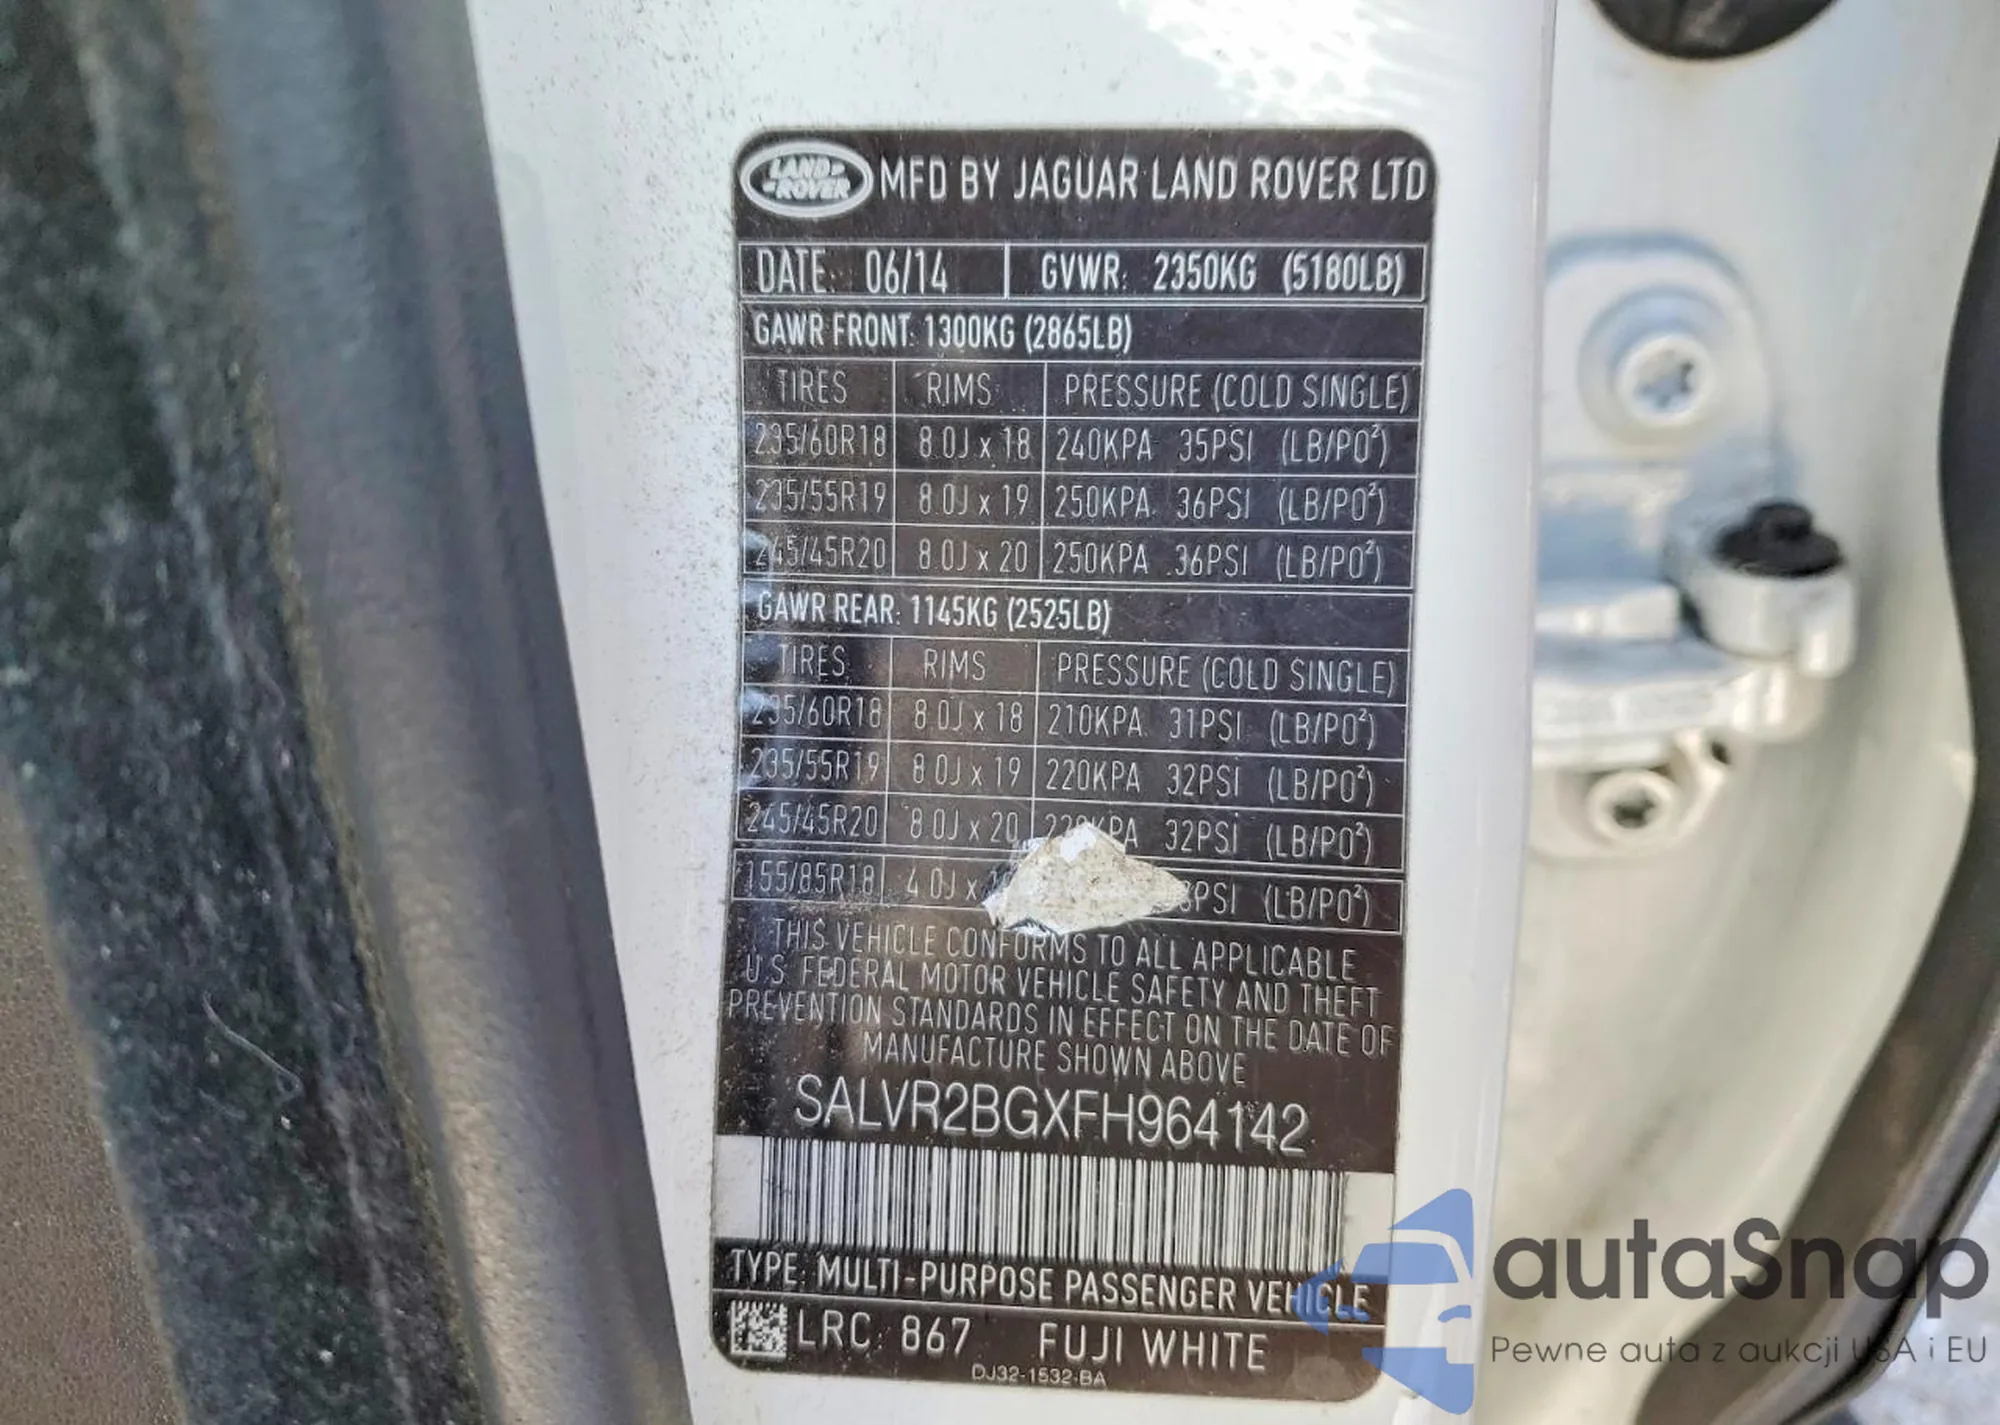 LAND ROVER MFD BY JAGUAR LAND ROVER LTD
DATE: 06/14 GVWR: 2350KG (5180LB)
GAWR FRONT: 1300KG (2865LB)
TIRES RIMS PRESSURE (COLD SINGLE)
235/60R18 8.0J x 18 240KPA 35PSI (LB/PO²)
235/55R19 8.0J x 19 250KPA 36PSI (LB/PO²)
245/45R20 8.0J x 20 250KPA 36PSI (LB/PO²)
GAWR REAR: 1145KG (2525LB)
TIRES RIMS PRESSURE (COLD SINGLE)
235/60R18 8.0J x 18 210KPA 31PSI (LB/PO²)
235/55R19 8.0J x 19 220KPA 32PSI (LB/PO²)
245/45R20 8.0J x 20 220KPA 32PSI (LB/PO²)
155/85R18 4.0J x (LB/PO²)
THIS VEHICLE CONFORMS TO ALL APPLICABLE
U.S. FEDERAL MOTOR VEHICLE SAFETY AND THEFT
PREVENTION STANDARDS IN EFFECT ON THE DATE OF
MANUFACTURE SHOWN ABOVE
SALVR2BGXFH964142
TYPE: MULTI-PURPOSE PASSENGER VEHICLE
LRC: 867 FUJI WHITE
DJ32-1532-BA
autaSnap
Pewne auta z aukcji USA i EU